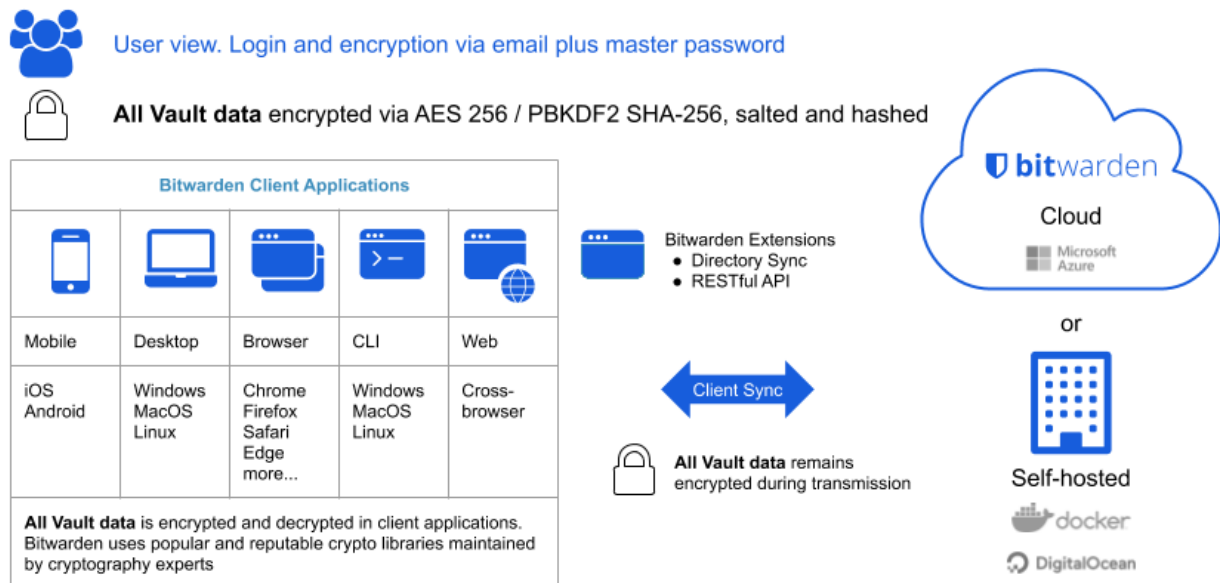 User view. Login and encryption via email plus master password
All Vault data encrypted via AES 256 / PBKDF2 SHA-256, salted and hashed
Bitwarden Client Applications
Mobile
Desktop
Browser
CLI
Web
iOS
Android
Windows
MacOS
Linux
Chrome
Firefox
Safari
Edge
more...
Windows
MacOS
Linux
Cross-
browser
All Vault data is encrypted and decrypted in client applications.
Bitwarden uses popular and reputable crypto libraries maintained
by cryptography experts
Bitwarden Extensions
● Directory Sync
● RESTful API
Client Sync
All Vault data remains
encrypted during transmission
bitwarden
Cloud
Microsoft
Azure
or
Self-hosted
docker
DigitalOcean